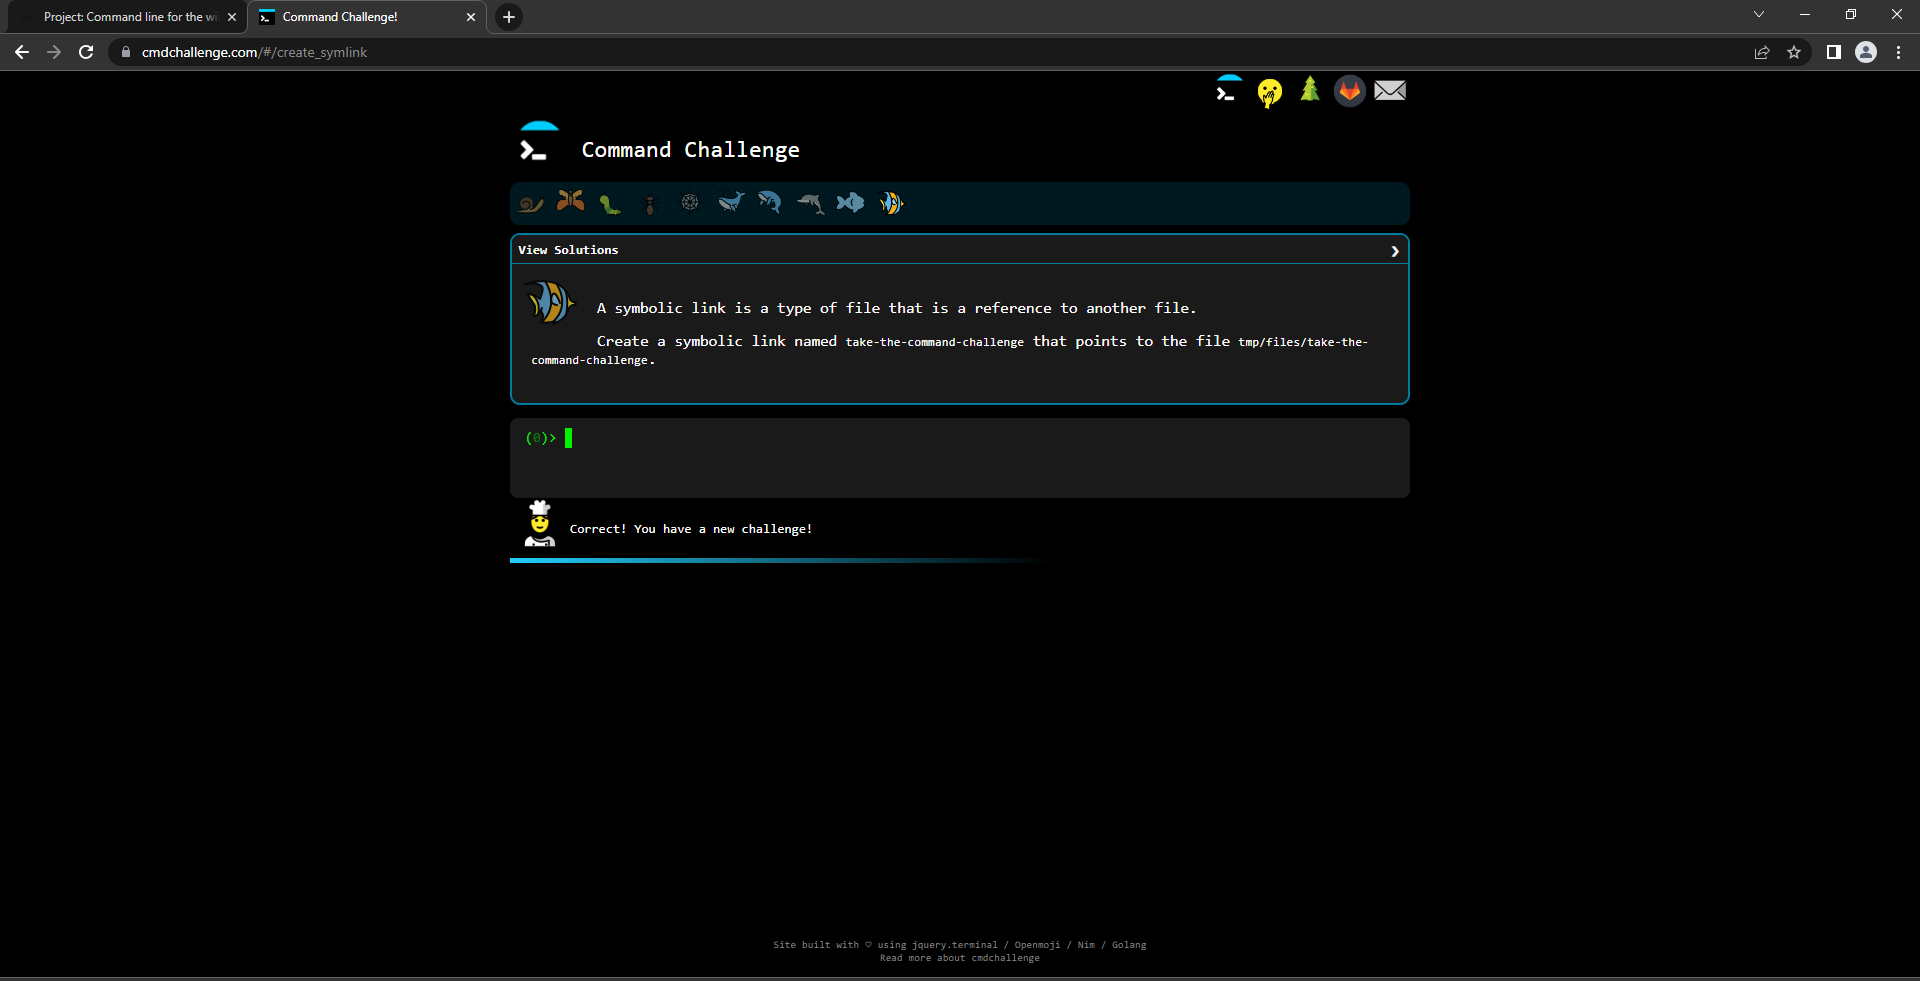 Project: Command line for the wi
Command Challenge!
cmdchallenge.com/#/create_symlink
Command Challenge
View Solutions
A symbolic link is a type of file that is a reference to another file.
Create a symbolic link named take-the-command-challenge that points to the file tmp/files/take-the-
command-challenge.
(0)>
Correct! You have a new challenge!
Site built with ♡ using jquery.terminal / Openmoji / Nim / Golang
Read more about cmdchallenge